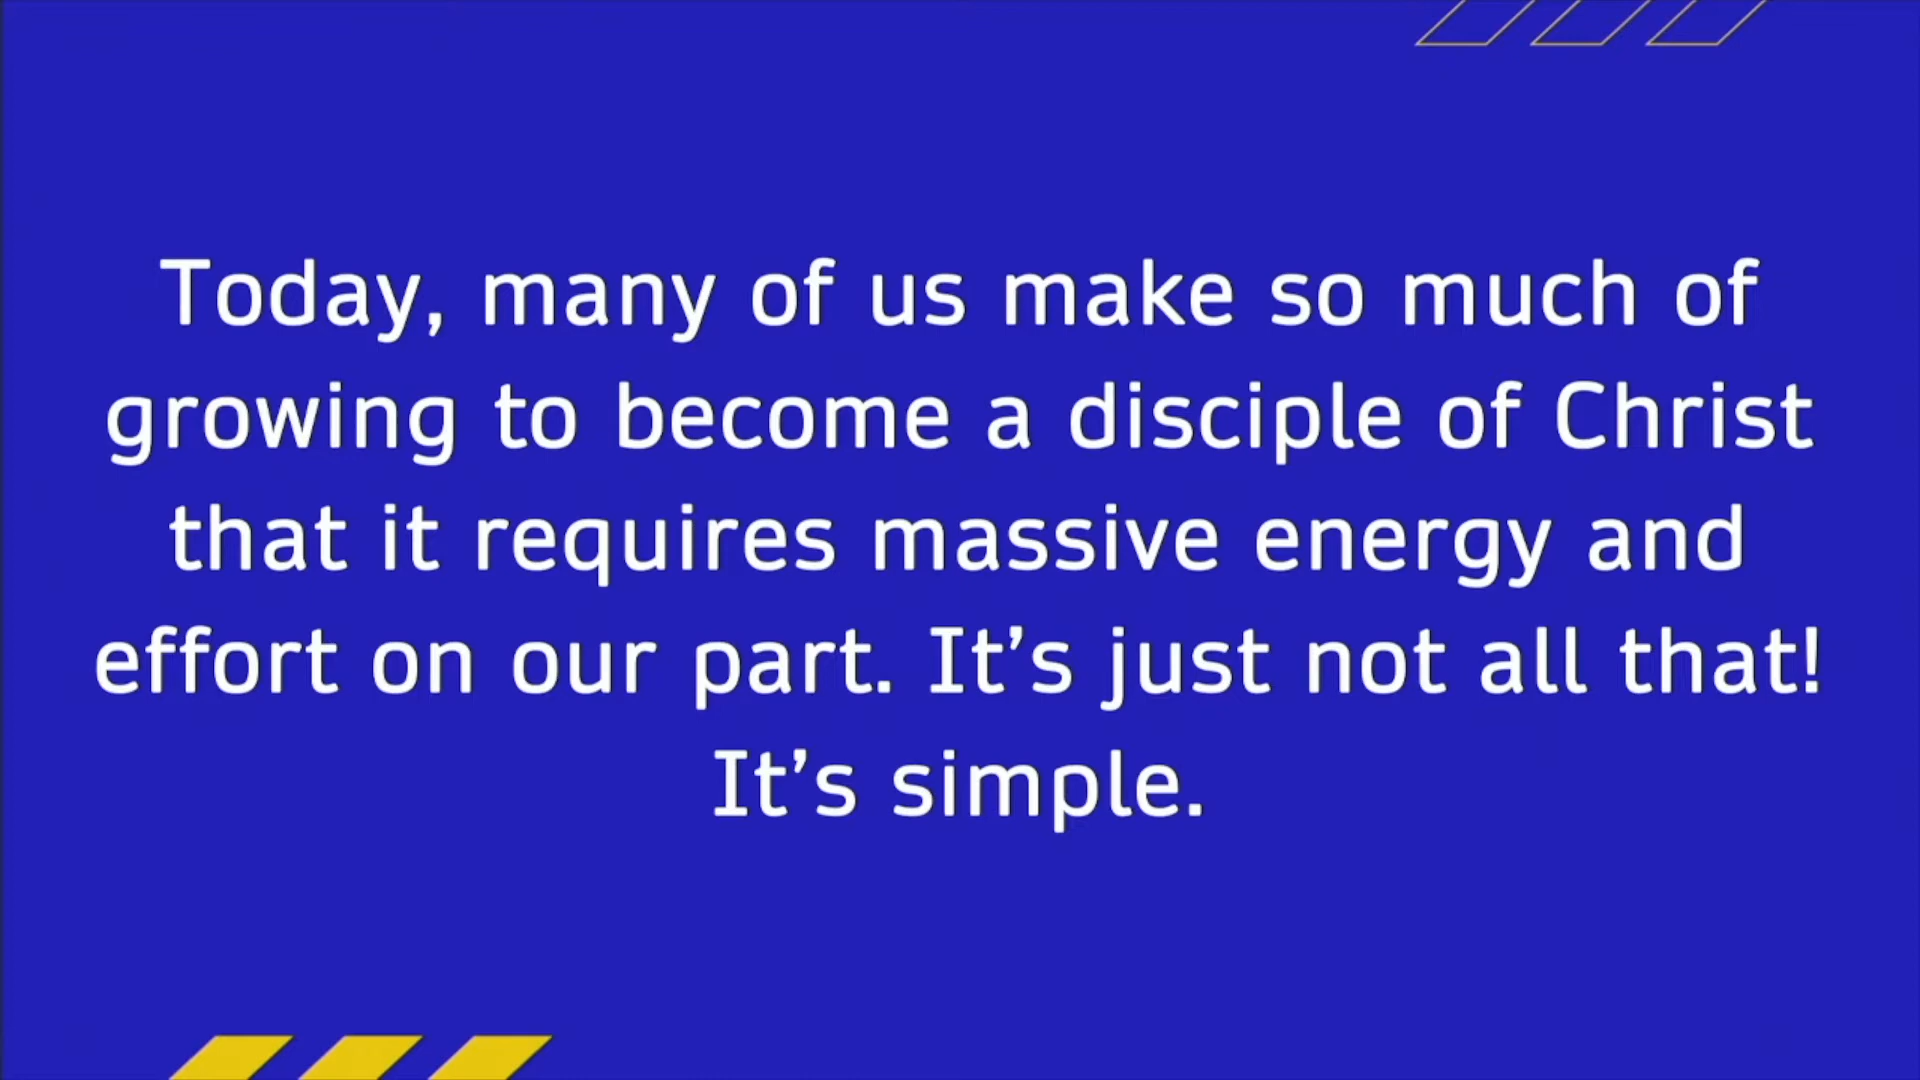 Today, many of us make so much of
growing to become a disciple of Christ
that it requires massive energy and
effort on our part. It’s just not all that!
It’s simple.